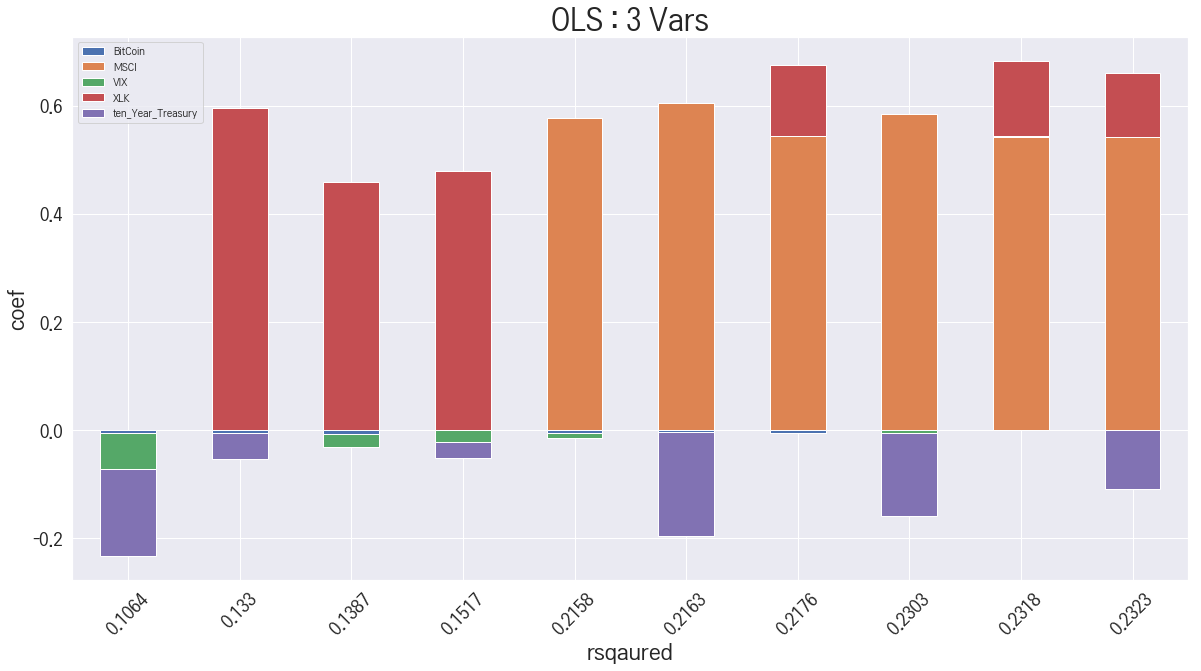 OLS : 3 Vars
BitCoin
MSCI
VIX
XLK
ten_Year_Treasury
coef
0.6
0.4
0.2
0.0
−0.2
0.1064
0.133
0.1387
0.1517
0.2158
0.2163
0.2176
0.2303
0.2318
0.2323
rsqaured